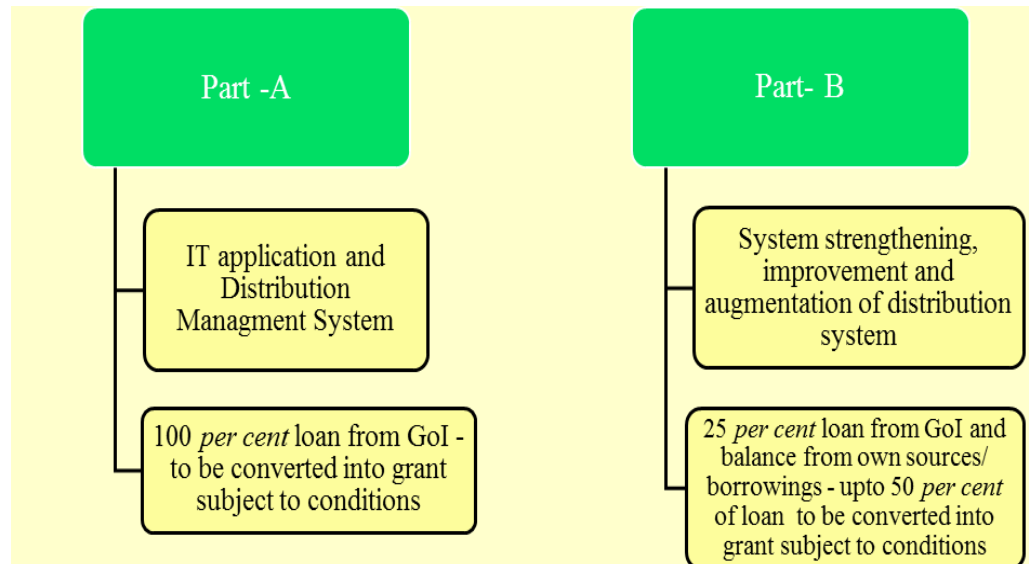 Part -A
IT application and
Distribution
Managment System
100 per cent loan from GoI -
to be converted into grant
subject to conditions
Part- B
System strengthening,
improvement and
augmentation of distribution
system
25 per cent loan from GoI and
balance from own sources/
borrowings - upto 50 per cent
of loan to be converted into
grant subject to conditions